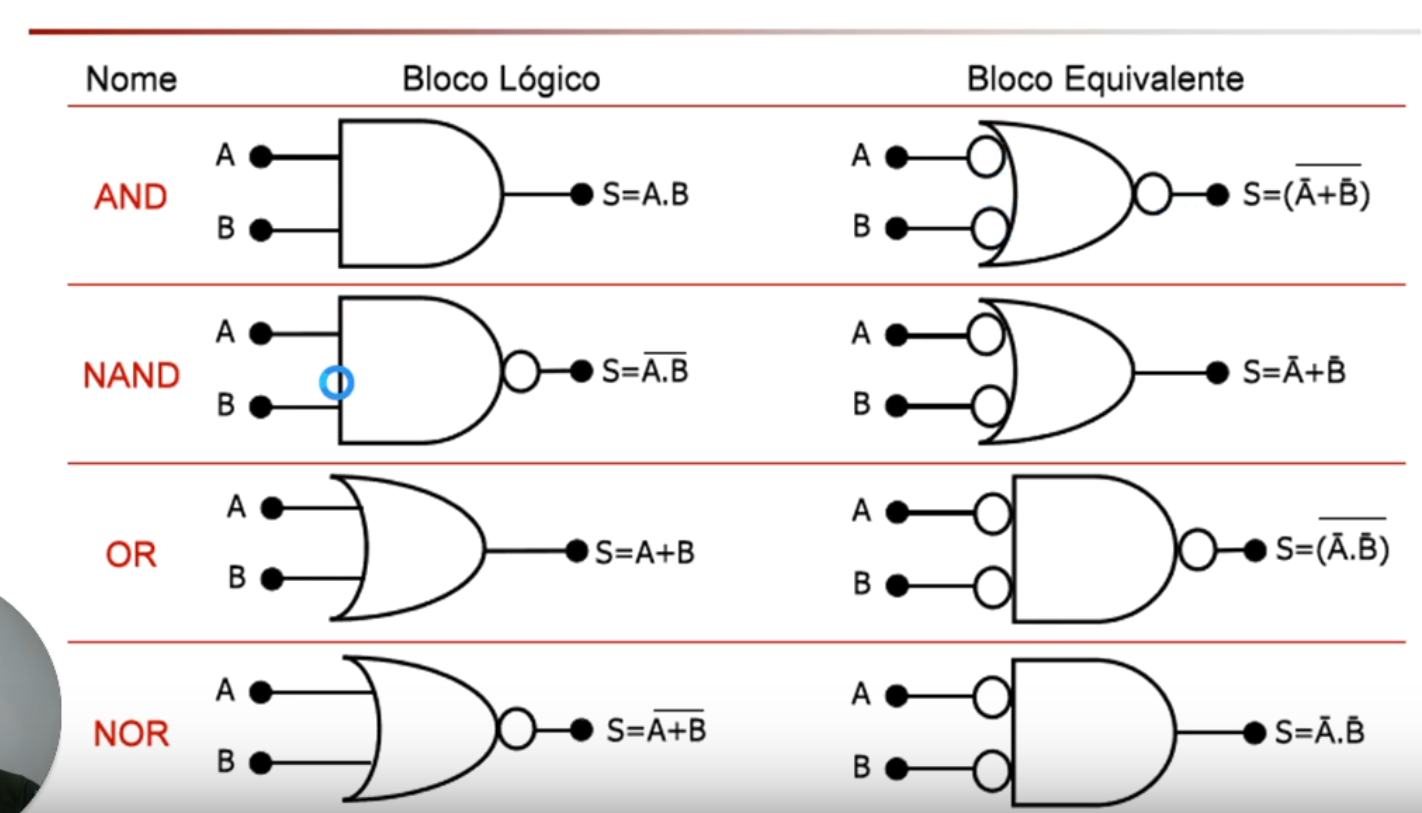 Nome Bloco Lógico Bloco Equivalente
A A
AND S=A.B S=(̅A̅̄+̅B̅̄)̅
B B
A A
NAND S=A̅.̅B̅ S=Ā+B̄
B B
A A
OR S=A+B S=(̅A̅̄.̅B̅̄)̅
B B
A A
NOR S=A̅+̅B̅ S=Ā.B̄
B B